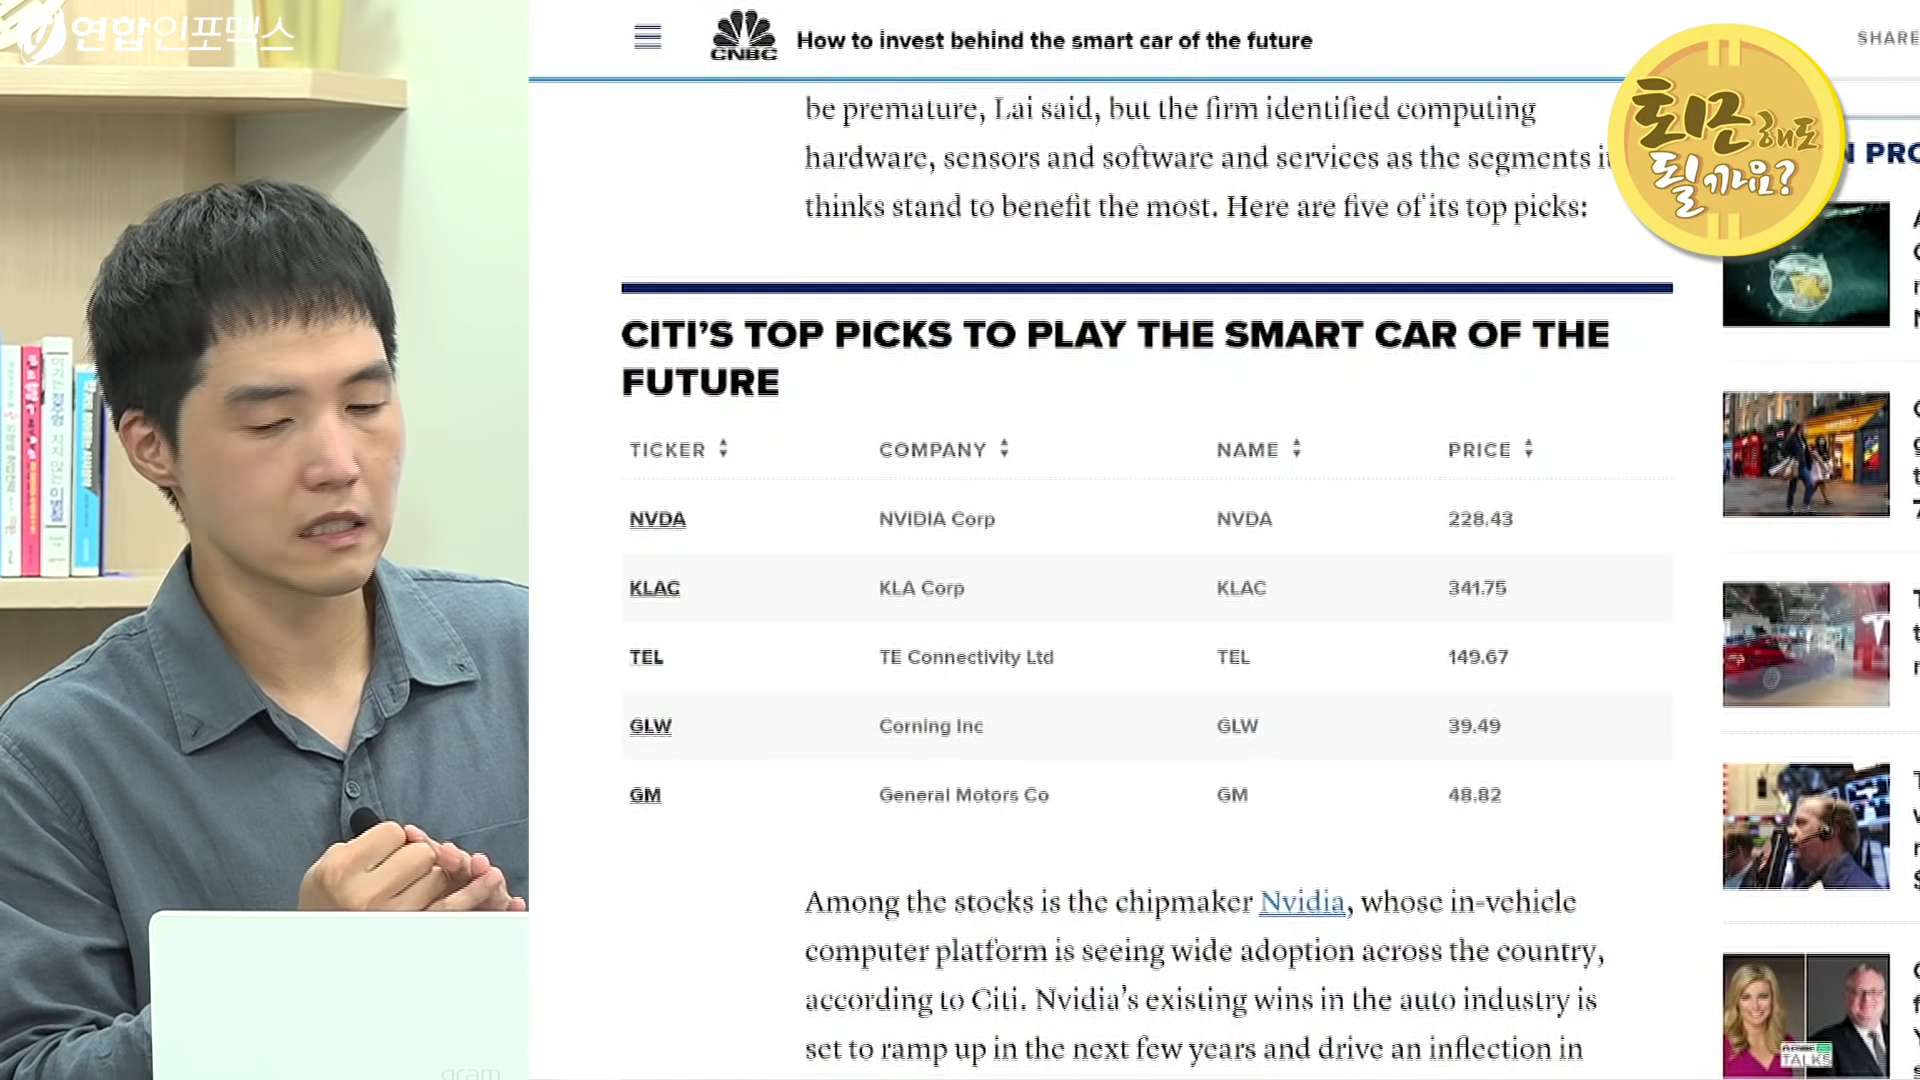 연합인포맥스
CNBC
How to invest behind the smart car of the future
SHARE
퇴근해도
될까요?
be premature, Lai said, but the firm identified computing
hardware, sensors and software and services as the segments
thinks stand to benefit the most. Here are five of its top picks:
CITI'S TOP PICKS TO PLAY THE SMART CAR OF THE
FUTURE
TICKER COMPANY NAME PRICE
NVDA NVIDIA Corp NVDA 228.43
KLAC KLA Corp KLAC 341.75
TEL TE Connectivity Ltd TEL 149.67
GLW Corning Inc GLW 39.49
GM General Motors Co GM 48.82
Among the stocks is the chipmaker Nvidia, whose in-vehicle
computer platform is seeing wide adoption across the country,
according to Citi. Nvidia's existing wins in the auto industry is
set to ramp up in the next few years and drive an inflection in
TALKS
gram